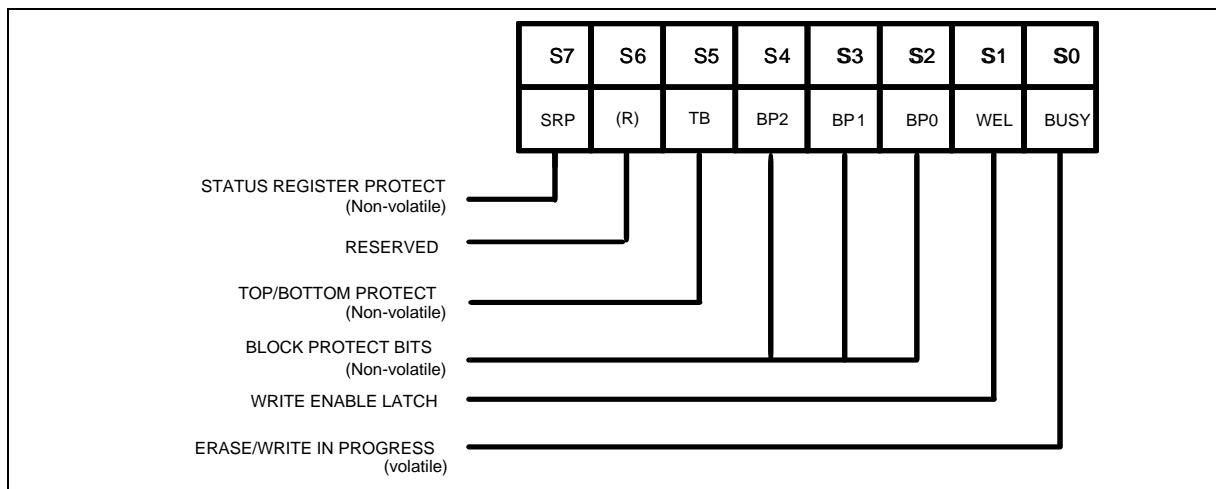 S7 S6 S5 S4 S3 S2 S1 S0
SRP (R) TB BP2 BP1 BP0 WEL BUSY
STATUS REGISTER PROTECT
(Non-volatile)
RESERVED
TOP/BOTTOM PROTECT
(Non-volatile)
BLOCK PROTECT BITS
(Non-volatile)
WRITE ENABLE LATCH
ERASE/WRITE IN PROGRESS
(volatile)